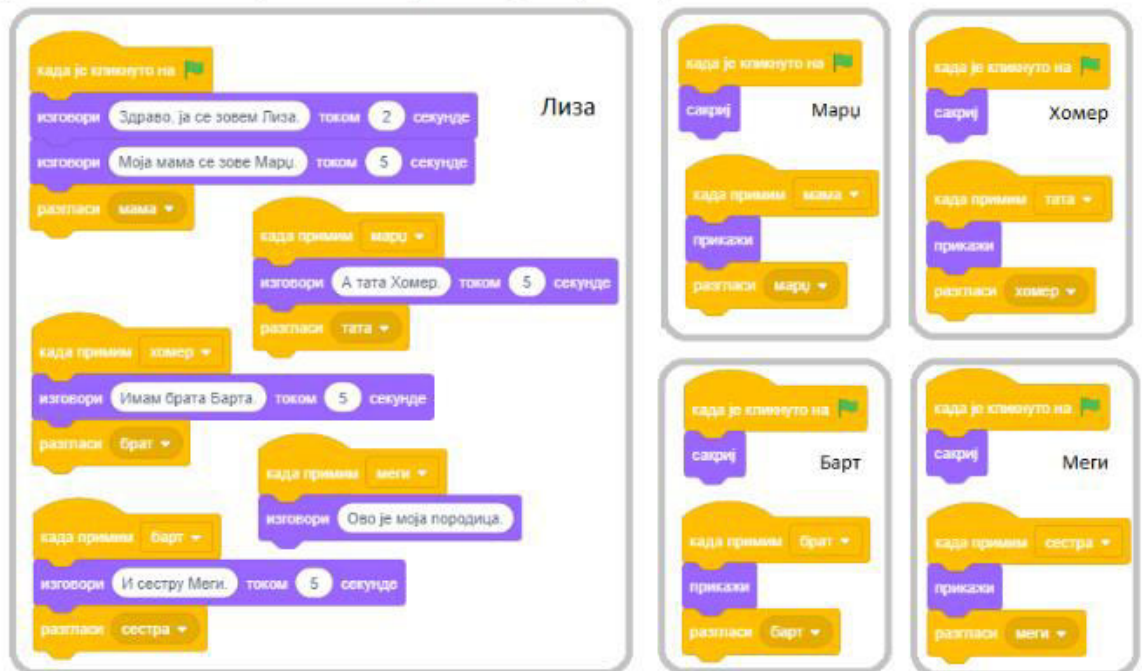 када је кликнуто на
изговори Здраво, ја се зовем Лиза. током 2 секунде
изговори Моја мама се зове Марџ. током 5 секунде
разгласи мама
Лиза
када примим марџ
изговори А тата Хомер. током 5 секунде
разгласи тата
када примим хомер
изговори Имам брата Барта. током 5 секунде
разгласи брат
када примим меги
изговори Ово је моја породица.
када примим барт
изговори И сестру Меги. током 5 секунде
разгласи сестра
када је кликнуто на
сакриј
Марџ
када примим мама
прикажи
разгласи марџ
када је кликнуто на
сакриј
Хомер
када примим тата
прикажи
разгласи хомер
када је кликнуто на
сакриј
Барт
када примим брат
прикажи
разгласи барт
када је кликнуто на
сакриј
Меги
када примим сестра
прикажи
разгласи меги